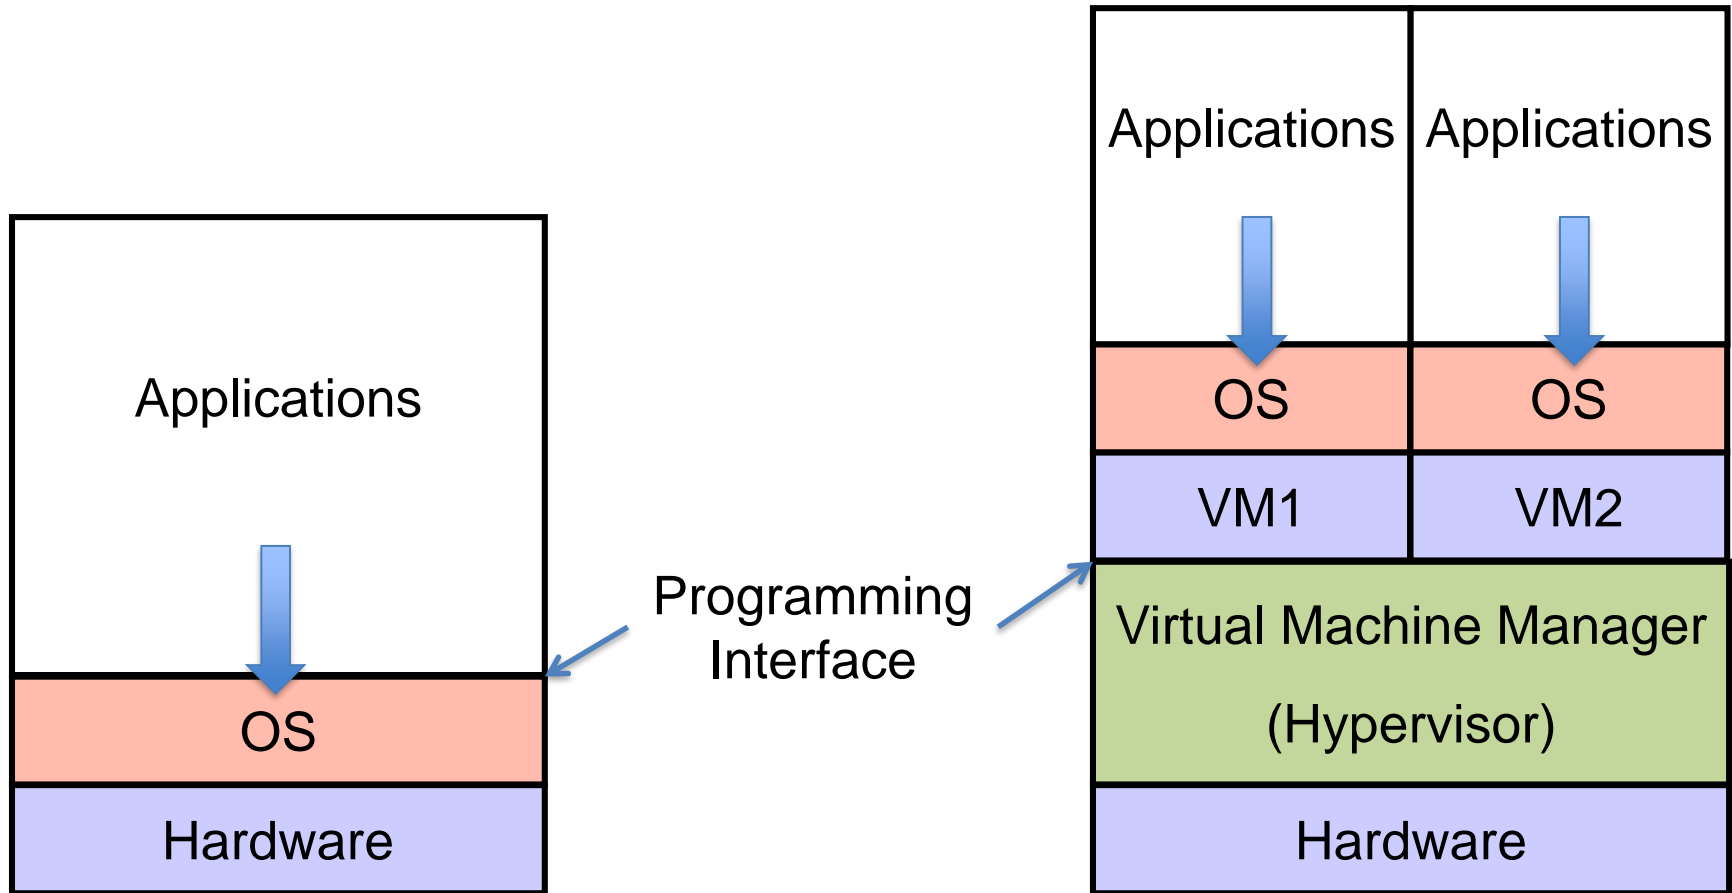 Applications
OS
Hardware
Programming
Interface
Applications
Applications
OS
OS
VM1
VM2
Virtual Machine Manager
(Hypervisor)
Hardware